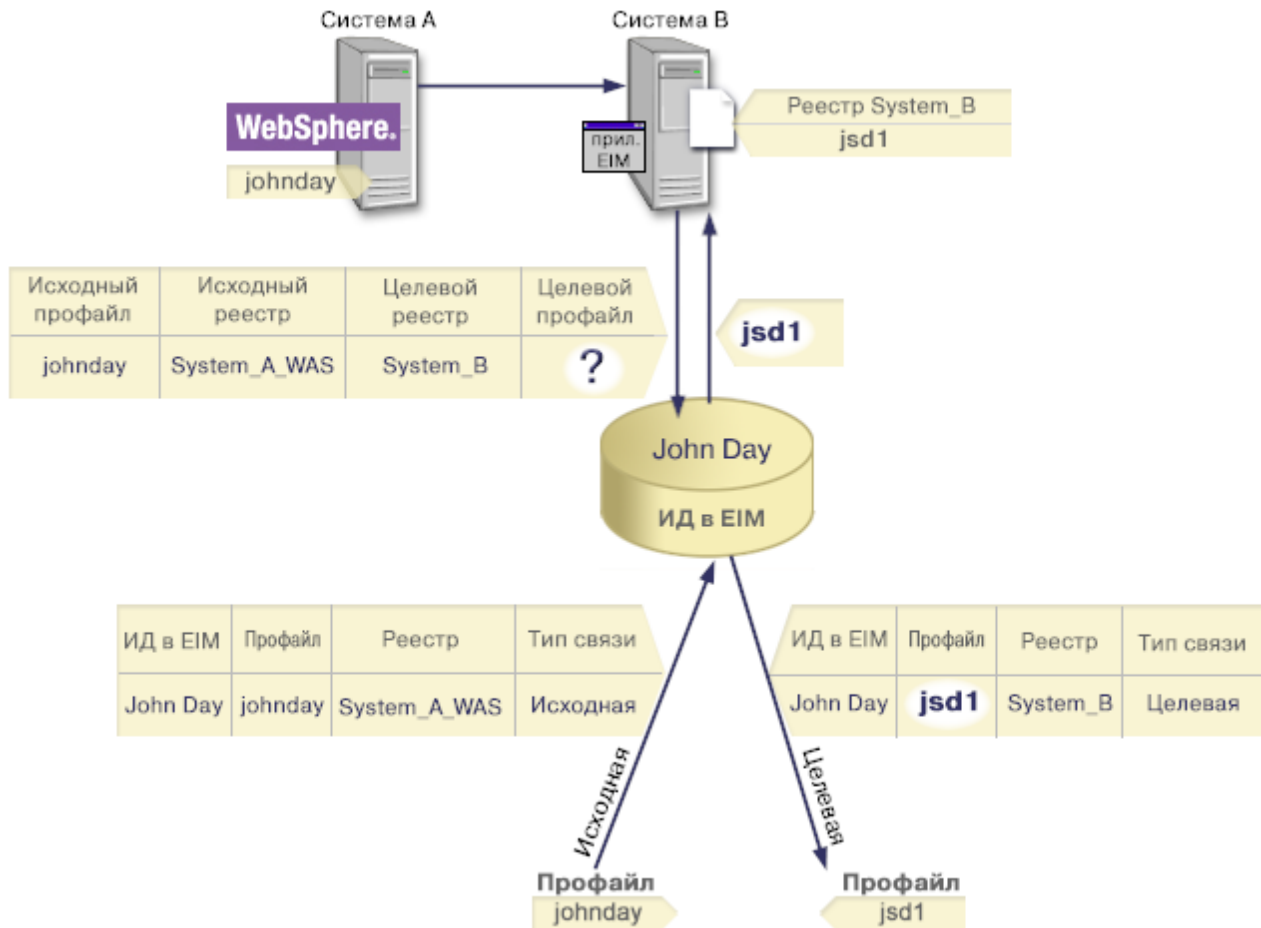 Система A
Система B
WebSphere.
johnday
прил.
EIM
Реестр System_B
jsd1
Исходный профайл
Исходный реестр
Целевой реестр
Целевой профайл
johnday
System_A_WAS
System_B
?
jsd1
John Day
ИД в EIM
ИД в EIM
Профайл
Реестр
Тип связи
John Day
johnday
System_A_WAS
Исходная
ИД в EIM
Профайл
Реестр
Тип связи
John Day
jsd1
System_B
Целевая
Исходная
Целевая
Профайл
johnday
Профайл
jsd1